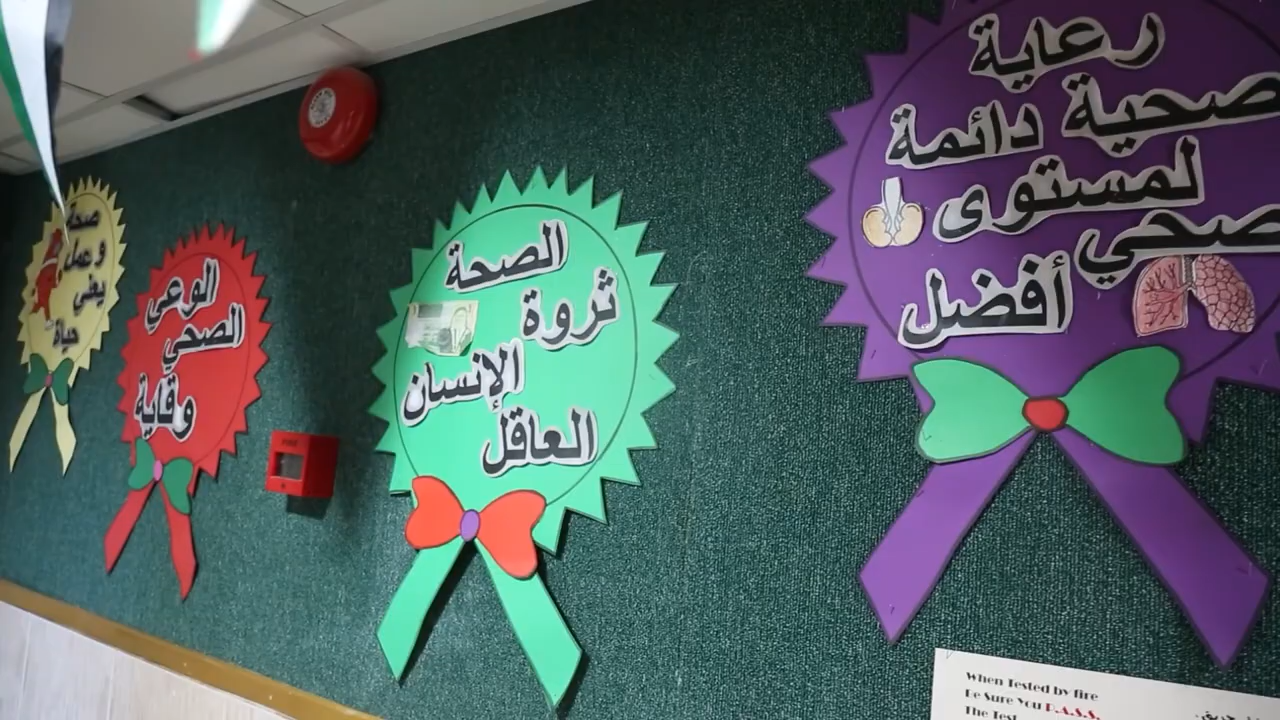 رعاية
صحية دائمة
لمستوى
صحي
أفضل
الصحة
ثروة
الإنسان
العاقل
الوعي
الصحي
وقاية
صحة
وعمل
يعني
حياة
FIRE
When Tested by fire
Be Sure You P.A.S.S.
The Test